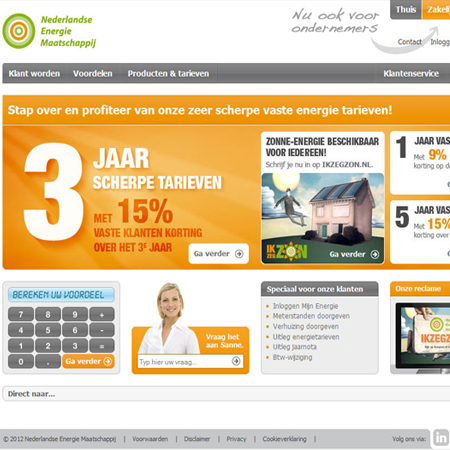 Nederlandse
Energie
Maatschappij
Nu ook voor
ondernemers
Thuis
Zakel
Contact
Inlogg
Klant worden
Voordelen
Producten & tarieven
Klantenservice
Stap over en profiteer van onze zeer scherpe vaste energie tarieven!
3 JAAR
SCHERPE TARIEVEN
MET 15%
VASTE KLANTEN KORTING
OVER HET 3E JAAR
Ga verder
ZONNE-ENERGIE BESCHIKBAAR
VOOR IEDEREEN!
Schrijf je nu in op IKZEGZON.NL.
IK ZEG ZON
Ga verder
1 JAAR VAS
Met 9%
korting op d
5 JAAR VAS
Met 15%
korting over
BEREKEN UW VOORDEEL
7 8 9 +
4 5 6 -
1 2 3 ×
0 . Ga verder
Vraag het
aan Sanne.
Typ hier uw vraag...
Speciaal voor onze klanten
Inloggen Mijn Energie
Meterstanden doorgeven
Verhuizing doorgeven
Uitleg energietarieven
Uitleg jaarnota
Btw-wijziging
Onze reclame
IKZEGZON
Direct naar...
© 2012 Nederlandse Energie Maatschappij | Voorwaarden | Disclaimer | Privacy | Cookieverklaring |
Volg ons via:
in